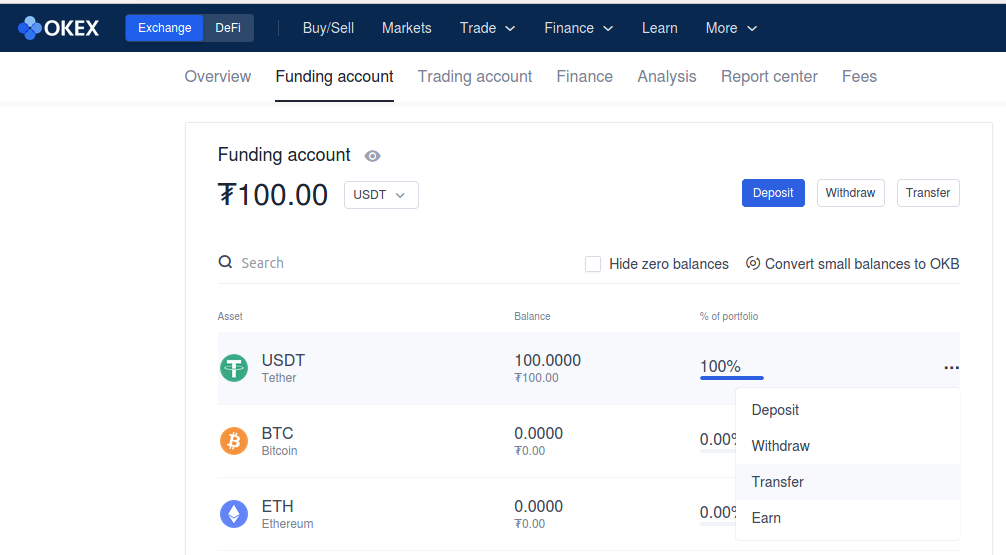 OKEX Exchange DeFi Buy/Sell Markets Trade Finance Learn More
Overview Funding account Trading account Finance Analysis Report center Fees
Funding account
₮100.00 USDT Deposit Withdraw Transfer
Search Hide zero balances Convert small balances to OKB
Asset Balance % of portfolio
USDT 100.0000 100% ...
Tether ₮100.00
Deposit
BTC 0.0000 0.00%
Bitcoin ₮0.00
Withdraw
Transfer
ETH 0.0000 0.00%
Ethereum ₮0.00
Earn